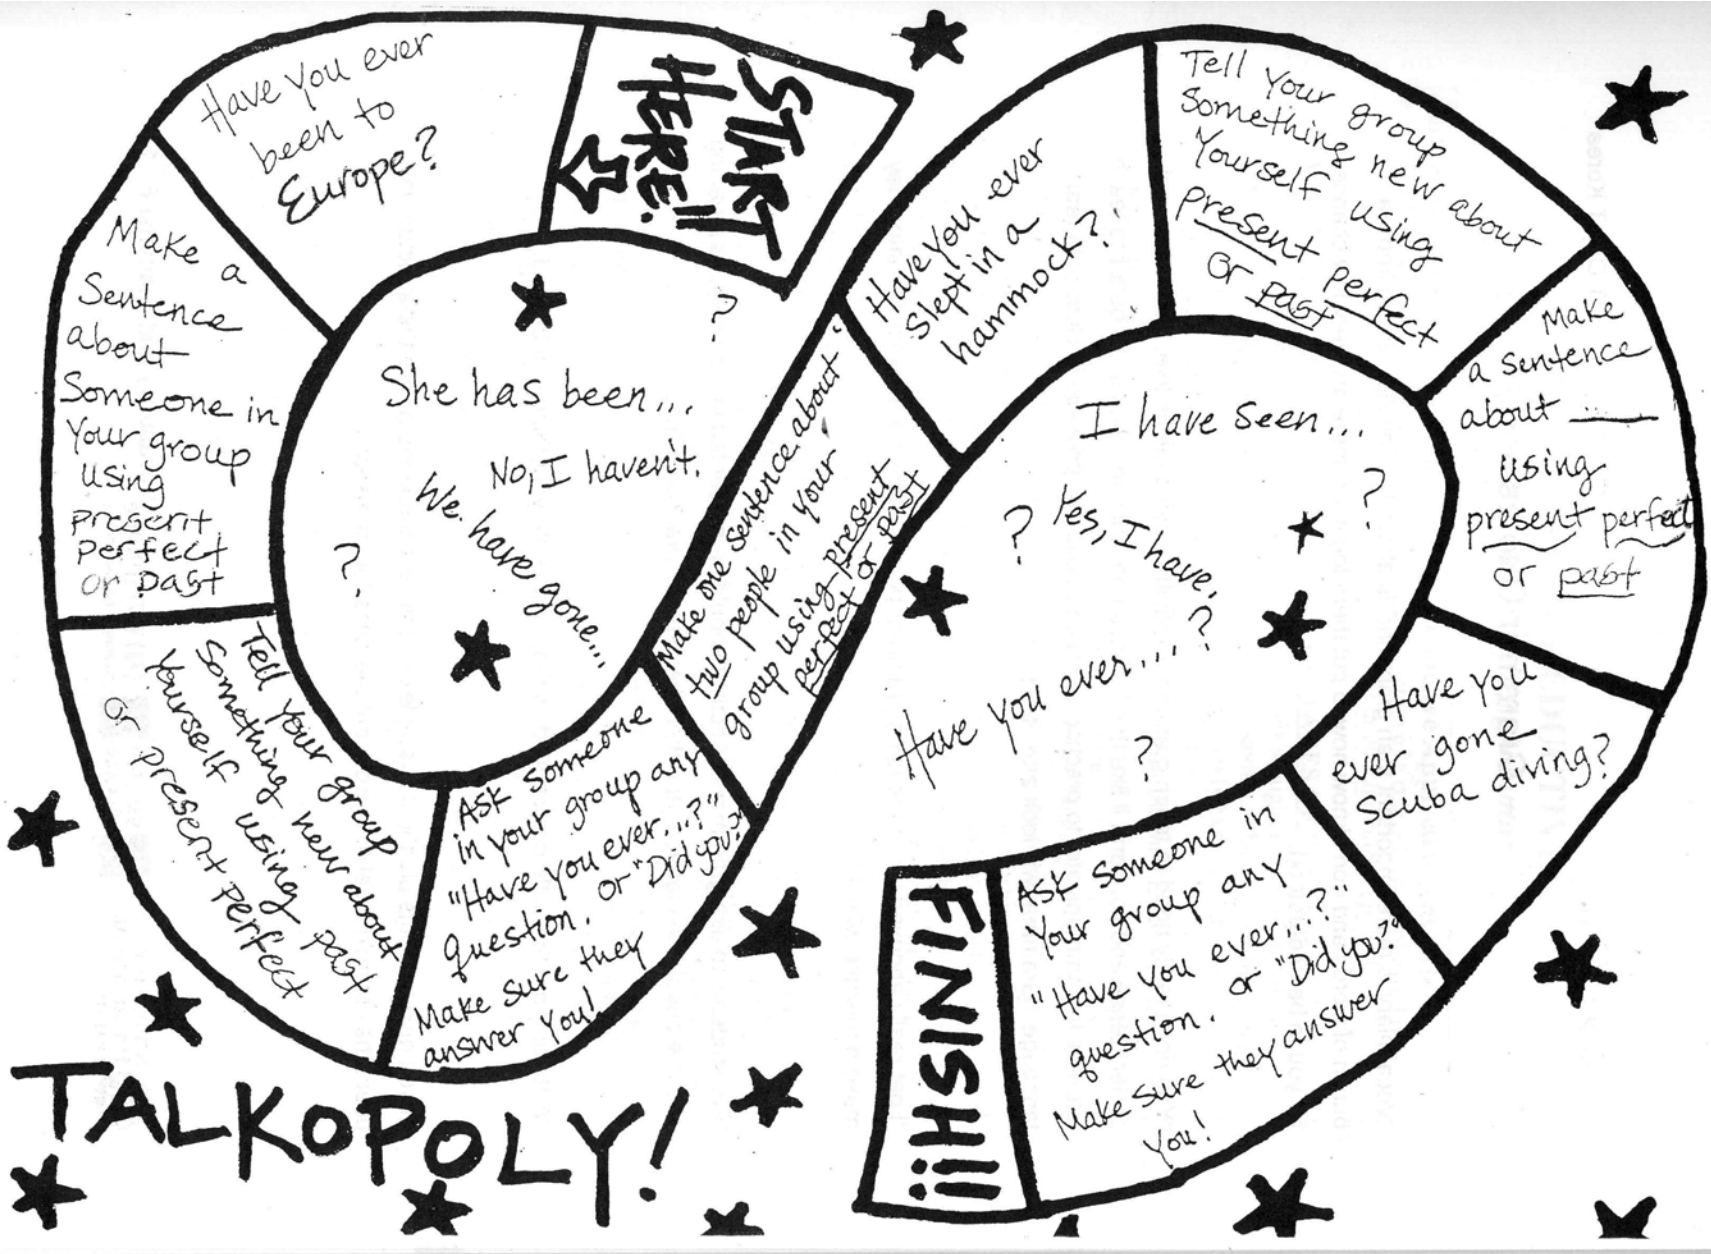 START
HERE!!
Have you ever
been to
Europe?
Make a
Sentence
about
Someone in
Your group
using
present
perfect
or past
Tell your group
Something new about
Yourself using past
or present perfect
Ask Someone
in your group any
"Have you ever...?"
question. or "Did you?"
Make sure they
answer you!
Make one sentence about
two people in your
group using present
perfect or past
Have you ever
slept in a
hammock?
Tell Your group
Something new about
Yourself using
present perfect
or past
Make
a sentence
about ____
using
present perfect
or past
Have you
ever gone
Scuba diving?
Ask Someone in
Your group any
"Have you ever...?"
question. or "Did you?"
Make sure they answer
You!
FINISH!!!
She has been...
No, I haven't.
We have gone...
?
?
I have seen...
Yes, I have.
Have you ever...?
?
?
?
TALKOPOLY!